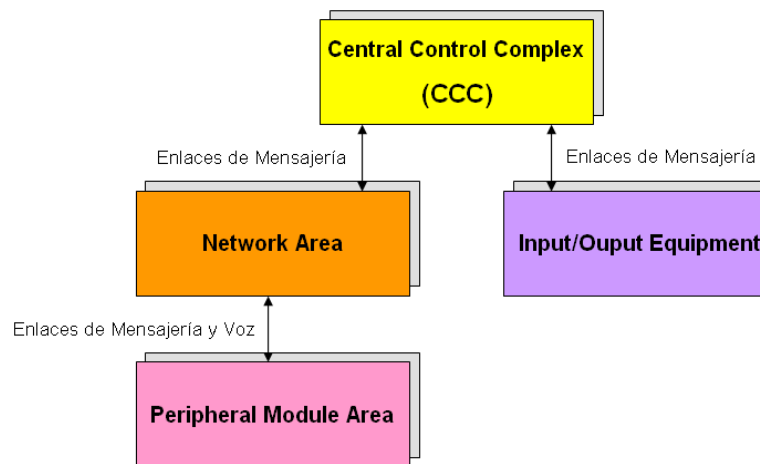 Central Control Complex
(CCC)
Enlaces de Mensajería
Enlaces de Mensajería
Network Area
Input/Ouput Equipment
Enlaces de Mensajería y Voz
Peripheral Module Area